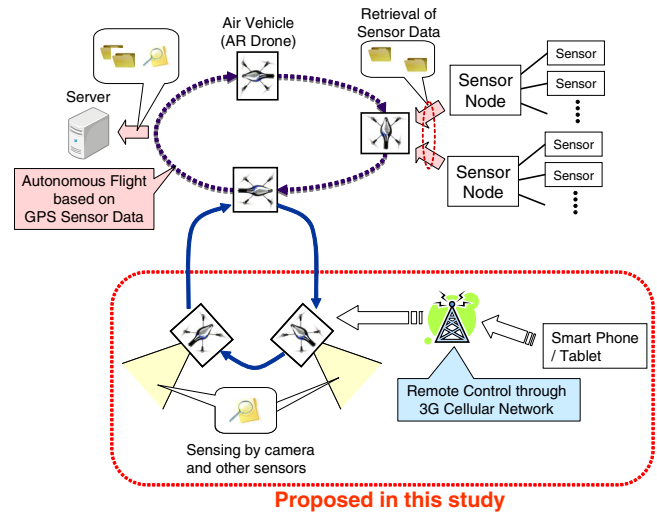 Air Vehicle
(AR Drone)
Retrieval of
Sensor Data
Server
Sensor
Node
Sensor
Sensor
Sensor
Node
Sensor
Sensor
Autonomous Flight
based on
GPS Sensor Data
Smart Phone
/ Tablet
Remote Control through
3G Cellular Network
Sensing by camera
and other sensors
Proposed in this study